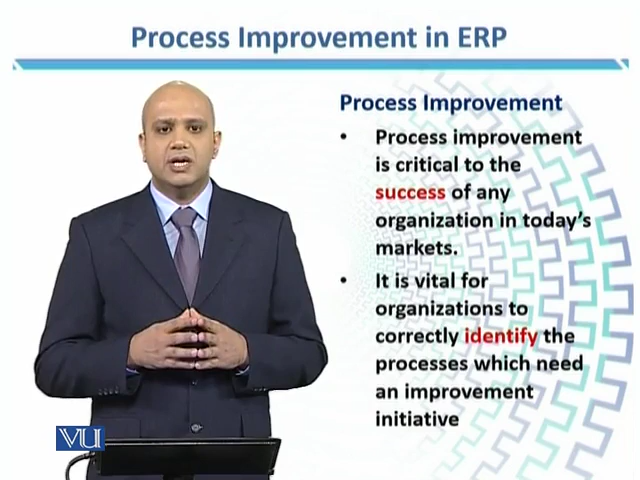 Process Improvement in ERP
Process Improvement
• Process improvement
is critical to the
success of any
organization in today's
markets.
• It is vital for
organizations to
correctly identify the
processes which need
an improvement
initiative
VU